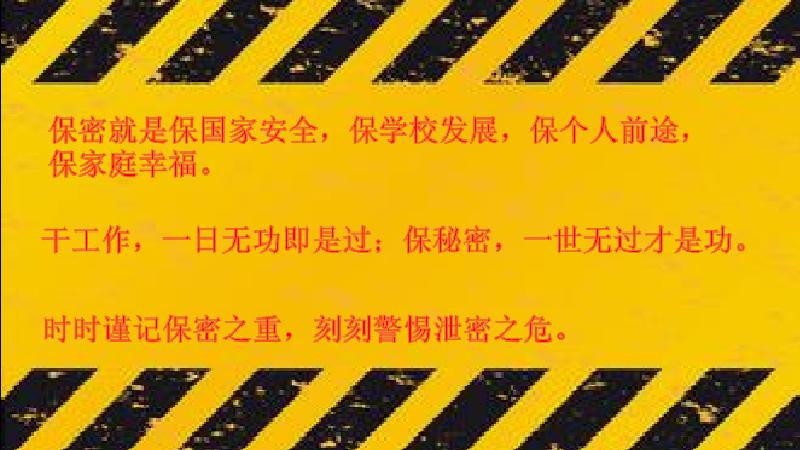 保密就是保国家安全，保学校发展，保个人前途，
保家庭幸福。
干工作，一日无功即是过；保秘密，一世无过才是功。
时时谨记保密之重，刻刻警惕泄密之危。